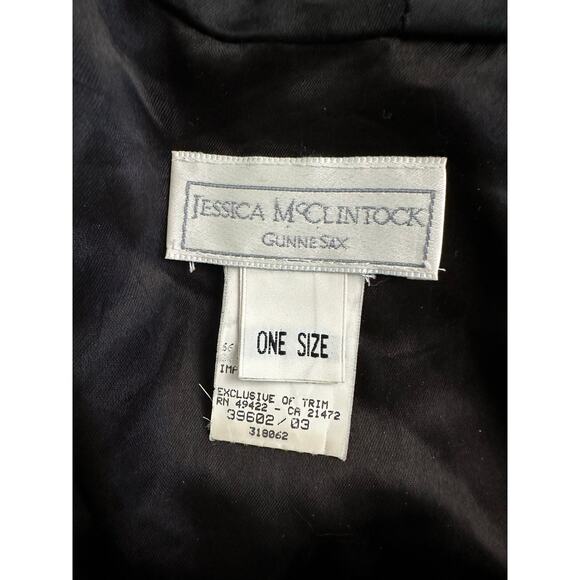 JESSICA MCCLINTOCK
GUNNE SAX
ONE SIZE
EXCLUSIVE OF TRIM
RN 49422 - CA 21472
39602/03
318062